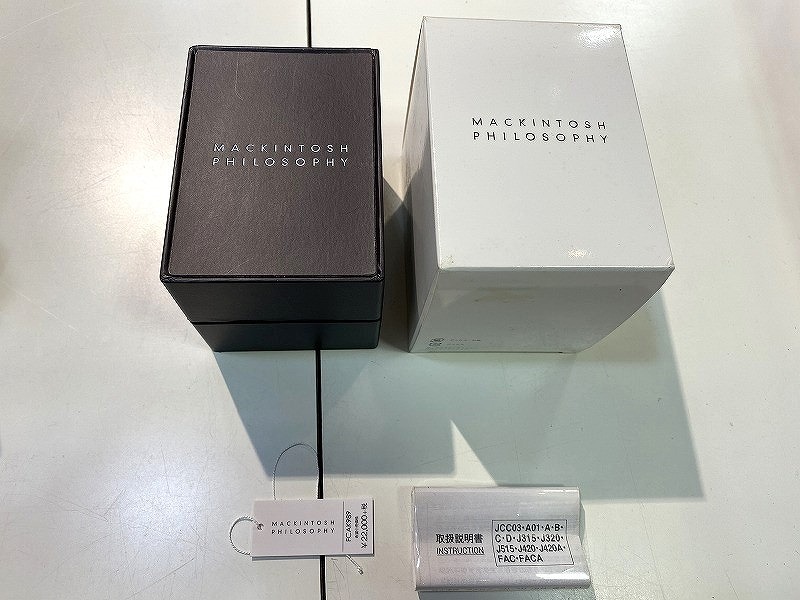 MACKINTOSH
PHILOSOPHY
MACKINTOSH
PHILOSOPHY
MACKINTOSH
PHILOSOPHY
FCAK989
¥22,000+税
取扱説明書
INSTRUCTION
JCC03・A01・A・B・
C・D・J315・J320・
J515・J420・J420A・
FAC・FACA